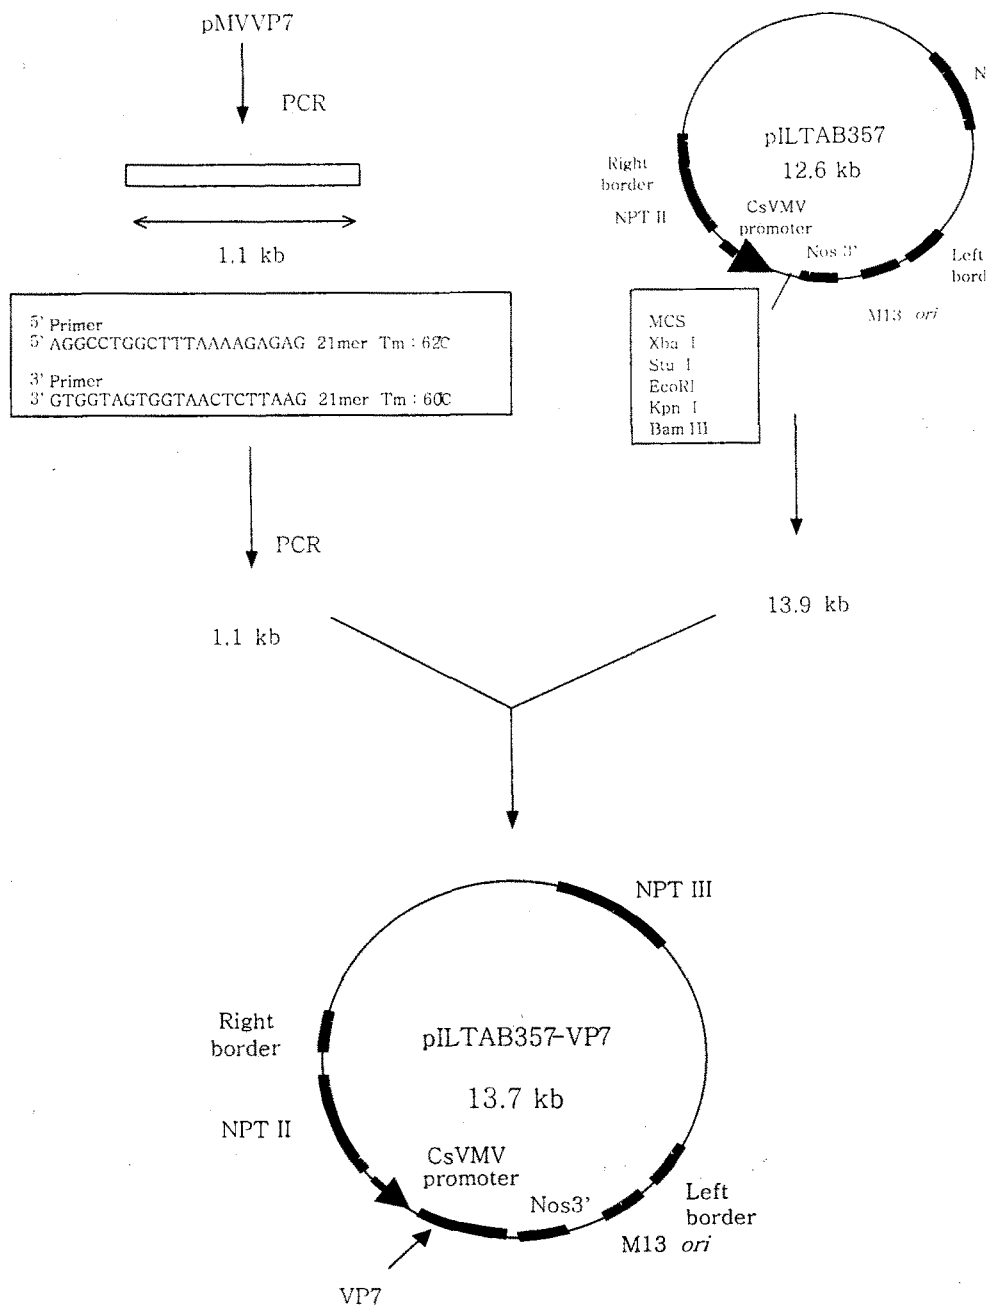 pMVVP7
PCR
1.1 kb
5' Primer
5' AGGCCTGGCTTTAAAAGAGAG 21mer Tm : 62C
3' Primer
3' GTGGTAGTGGTAACTCTTAAG 21mer Tm : 60C
PCR
1.1 kb
N
pILTAB357
12.6 kb
Right
border
NPT II
CsVMV
promoter
Nos 3'
Left
bord
M13 ori
MCS
Xba I
Stu I
EcoRI
Kpn I
Bam III
13.9 kb
NPT III
Right
border
pILTAB357-VP7
13.7 kb
NPT II
CsVMV
promoter
Nos3'
Left
border
M13 ori
VP7